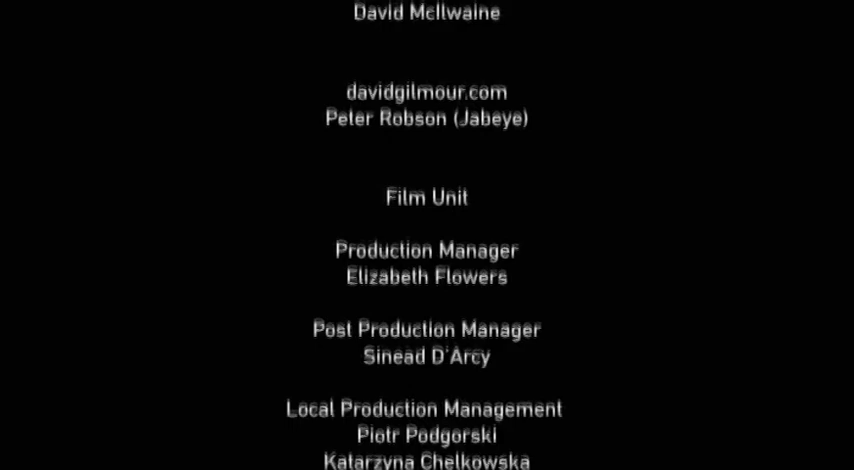 David McIlwaine
davidgilmour.com
Peter Robson (Jabeye)
Film Unit
Production Manager
Elizabeth Flowers
Post Production Manager
Sinead D'Arcy
Local Production Management
Piotr Podgorski
Katarzyna Chelkowska